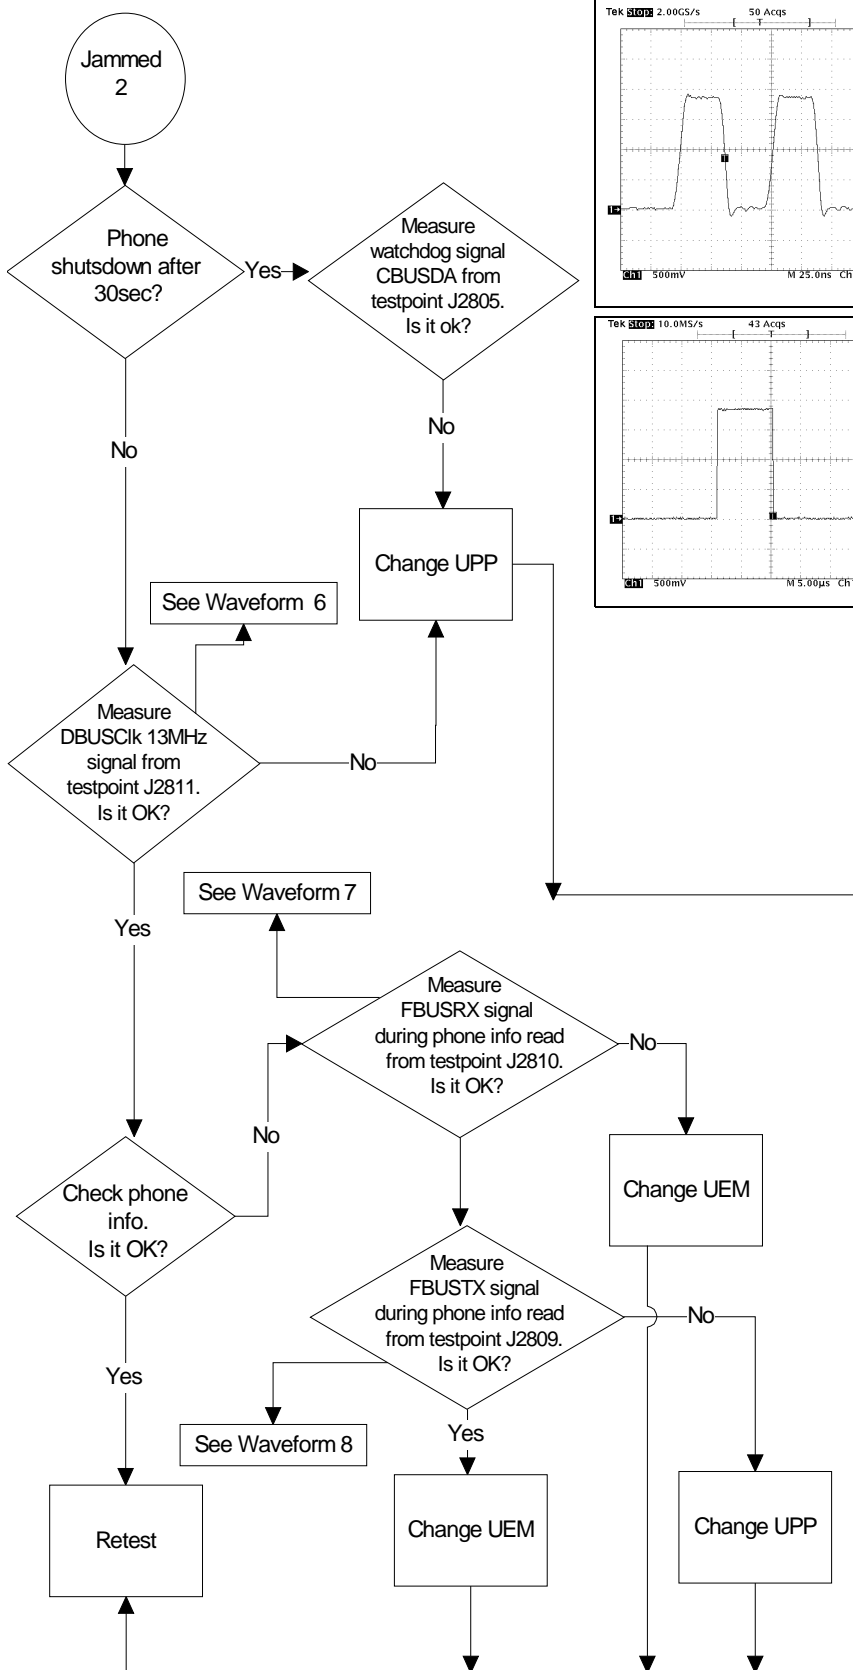 Jammed
2
Tek Stop: 2.00GS/s 50 Acqs
Ch1 500mV M 25.0ns Ch
Phone
shutsdown after
30sec?
Yes
Measure
watchdog signal
CBUSDA from
testpoint J2805.
Is it ok?
Tek Stop: 10.0MS/s 43 Acqs
Ch1 500mV M 5.00µs Ch
No
No
Change UPP
See Waveform 6
Measure
DBUSClk 13MHz
signal from
testpoint J2811.
Is it OK?
No
Yes
See Waveform 7
Measure
FBUSRX signal
during phone info read
from testpoint J2810.
Is it OK?
No
No
Change UEM
Check phone
info.
Is it OK?
Measure
FBUSTX signal
during phone info read
from testpoint J2809.
Is it OK?
No
Yes
See Waveform 8
Yes
Retest
Change UEM
Change UPP